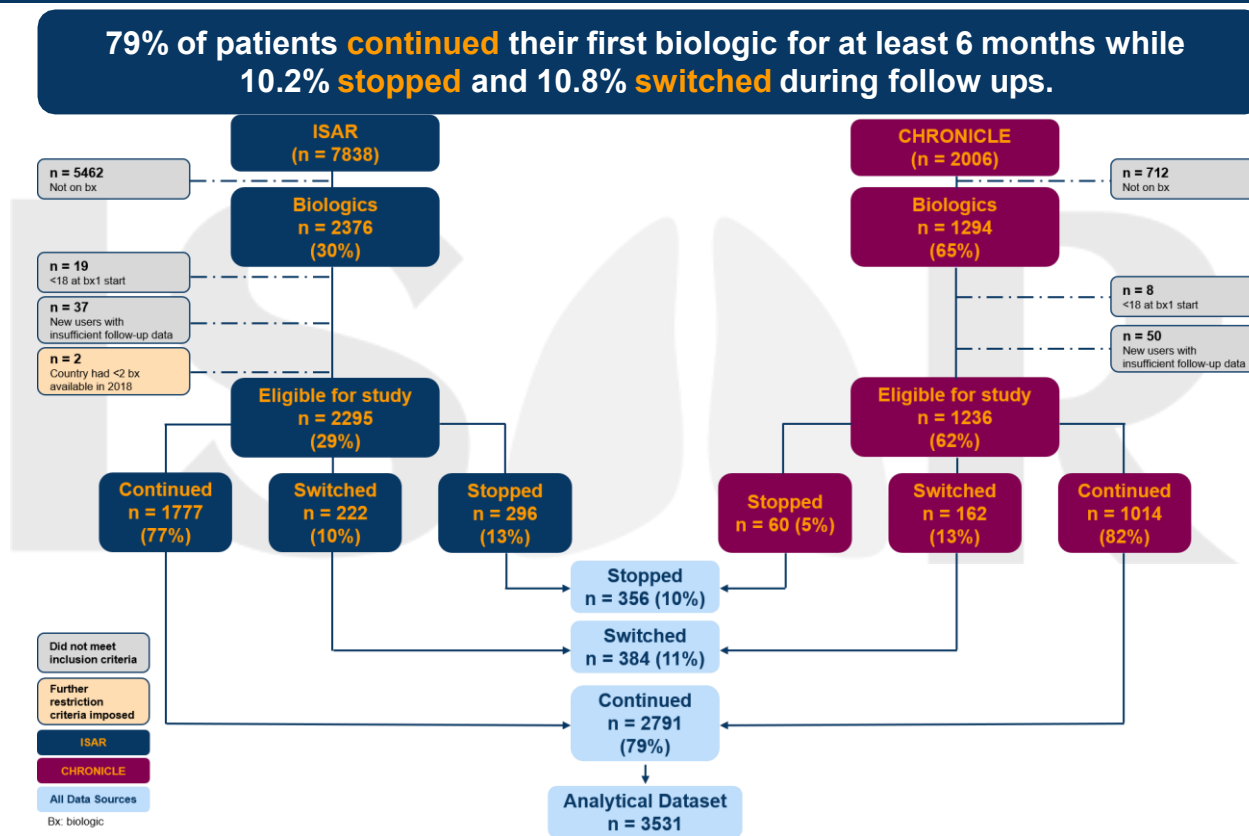 79% of patients continued their first biologic for at least 6 months while
10.2% stopped and 10.8% switched during follow ups.
ISAR
(n = 7838)
CHRONICLE
(n = 2006)
n = 5462
Not on bx
n = 712
Not on bx
Biologics
n = 2376
(30%)
Biologics
n = 1294
(65%)
n = 19
<18 at bx1 start
n = 37
New users with
insufficient follow-up data
n = 2
Country had <2 bx
available in 2018
n = 8
<18 at bx1 start
n = 50
New users with
insufficient follow-up data
Eligible for study
n = 2295
(29%)
Eligible for study
n = 1236
(62%)
Continued
n = 1777
(77%)
Switched
n = 222
(10%)
Stopped
n = 296
(13%)
Stopped
n = 60 (5%)
Switched
n = 162
(13%)
Continued
n = 1014
(82%)
Stopped
n = 356 (10%)
Switched
n = 384 (11%)
Continued
n = 2791
(79%)
Analytical Dataset
n = 3531
Did not meet
inclusion criteria
Further
restriction
criteria imposed
ISAR
CHRONICLE
All Data Sources
Bx: biologic
IS R